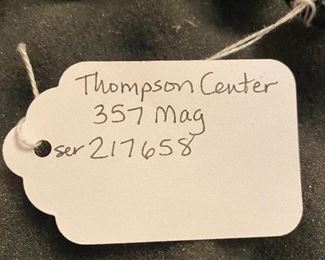 Thompson Center
357 Mag
ser 217658